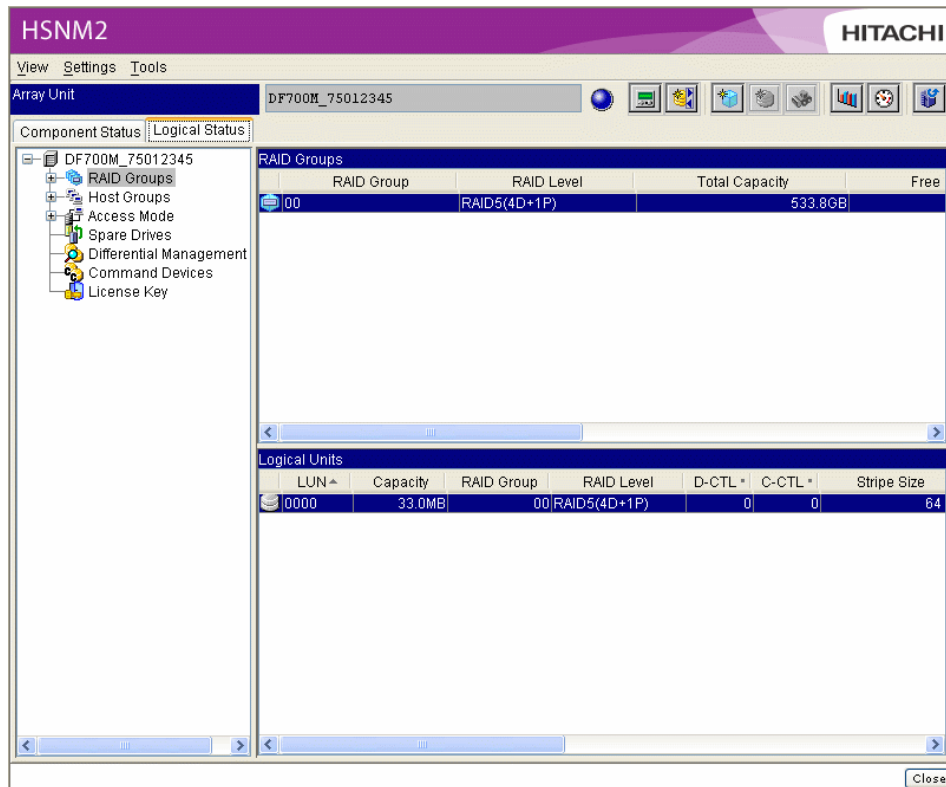 HSNM2
HITACHI
View Settings Tools
Array Unit
DF700M_75012345
Component Status Logical Status
DF700M_75012345
RAID Groups
Host Groups
Access Mode
Spare Drives
Differential Management
Command Devices
License Key
RAID Groups
RAID Group RAID Level Total Capacity Free
00 RAID5(4D+1P) 533.8GB
Logical Units
LUN Capacity RAID Group RAID Level D-CTL * C-CTL * Stripe Size
0000 33.0MB 00 RAID5(4D+1P) 0 0 64
Close